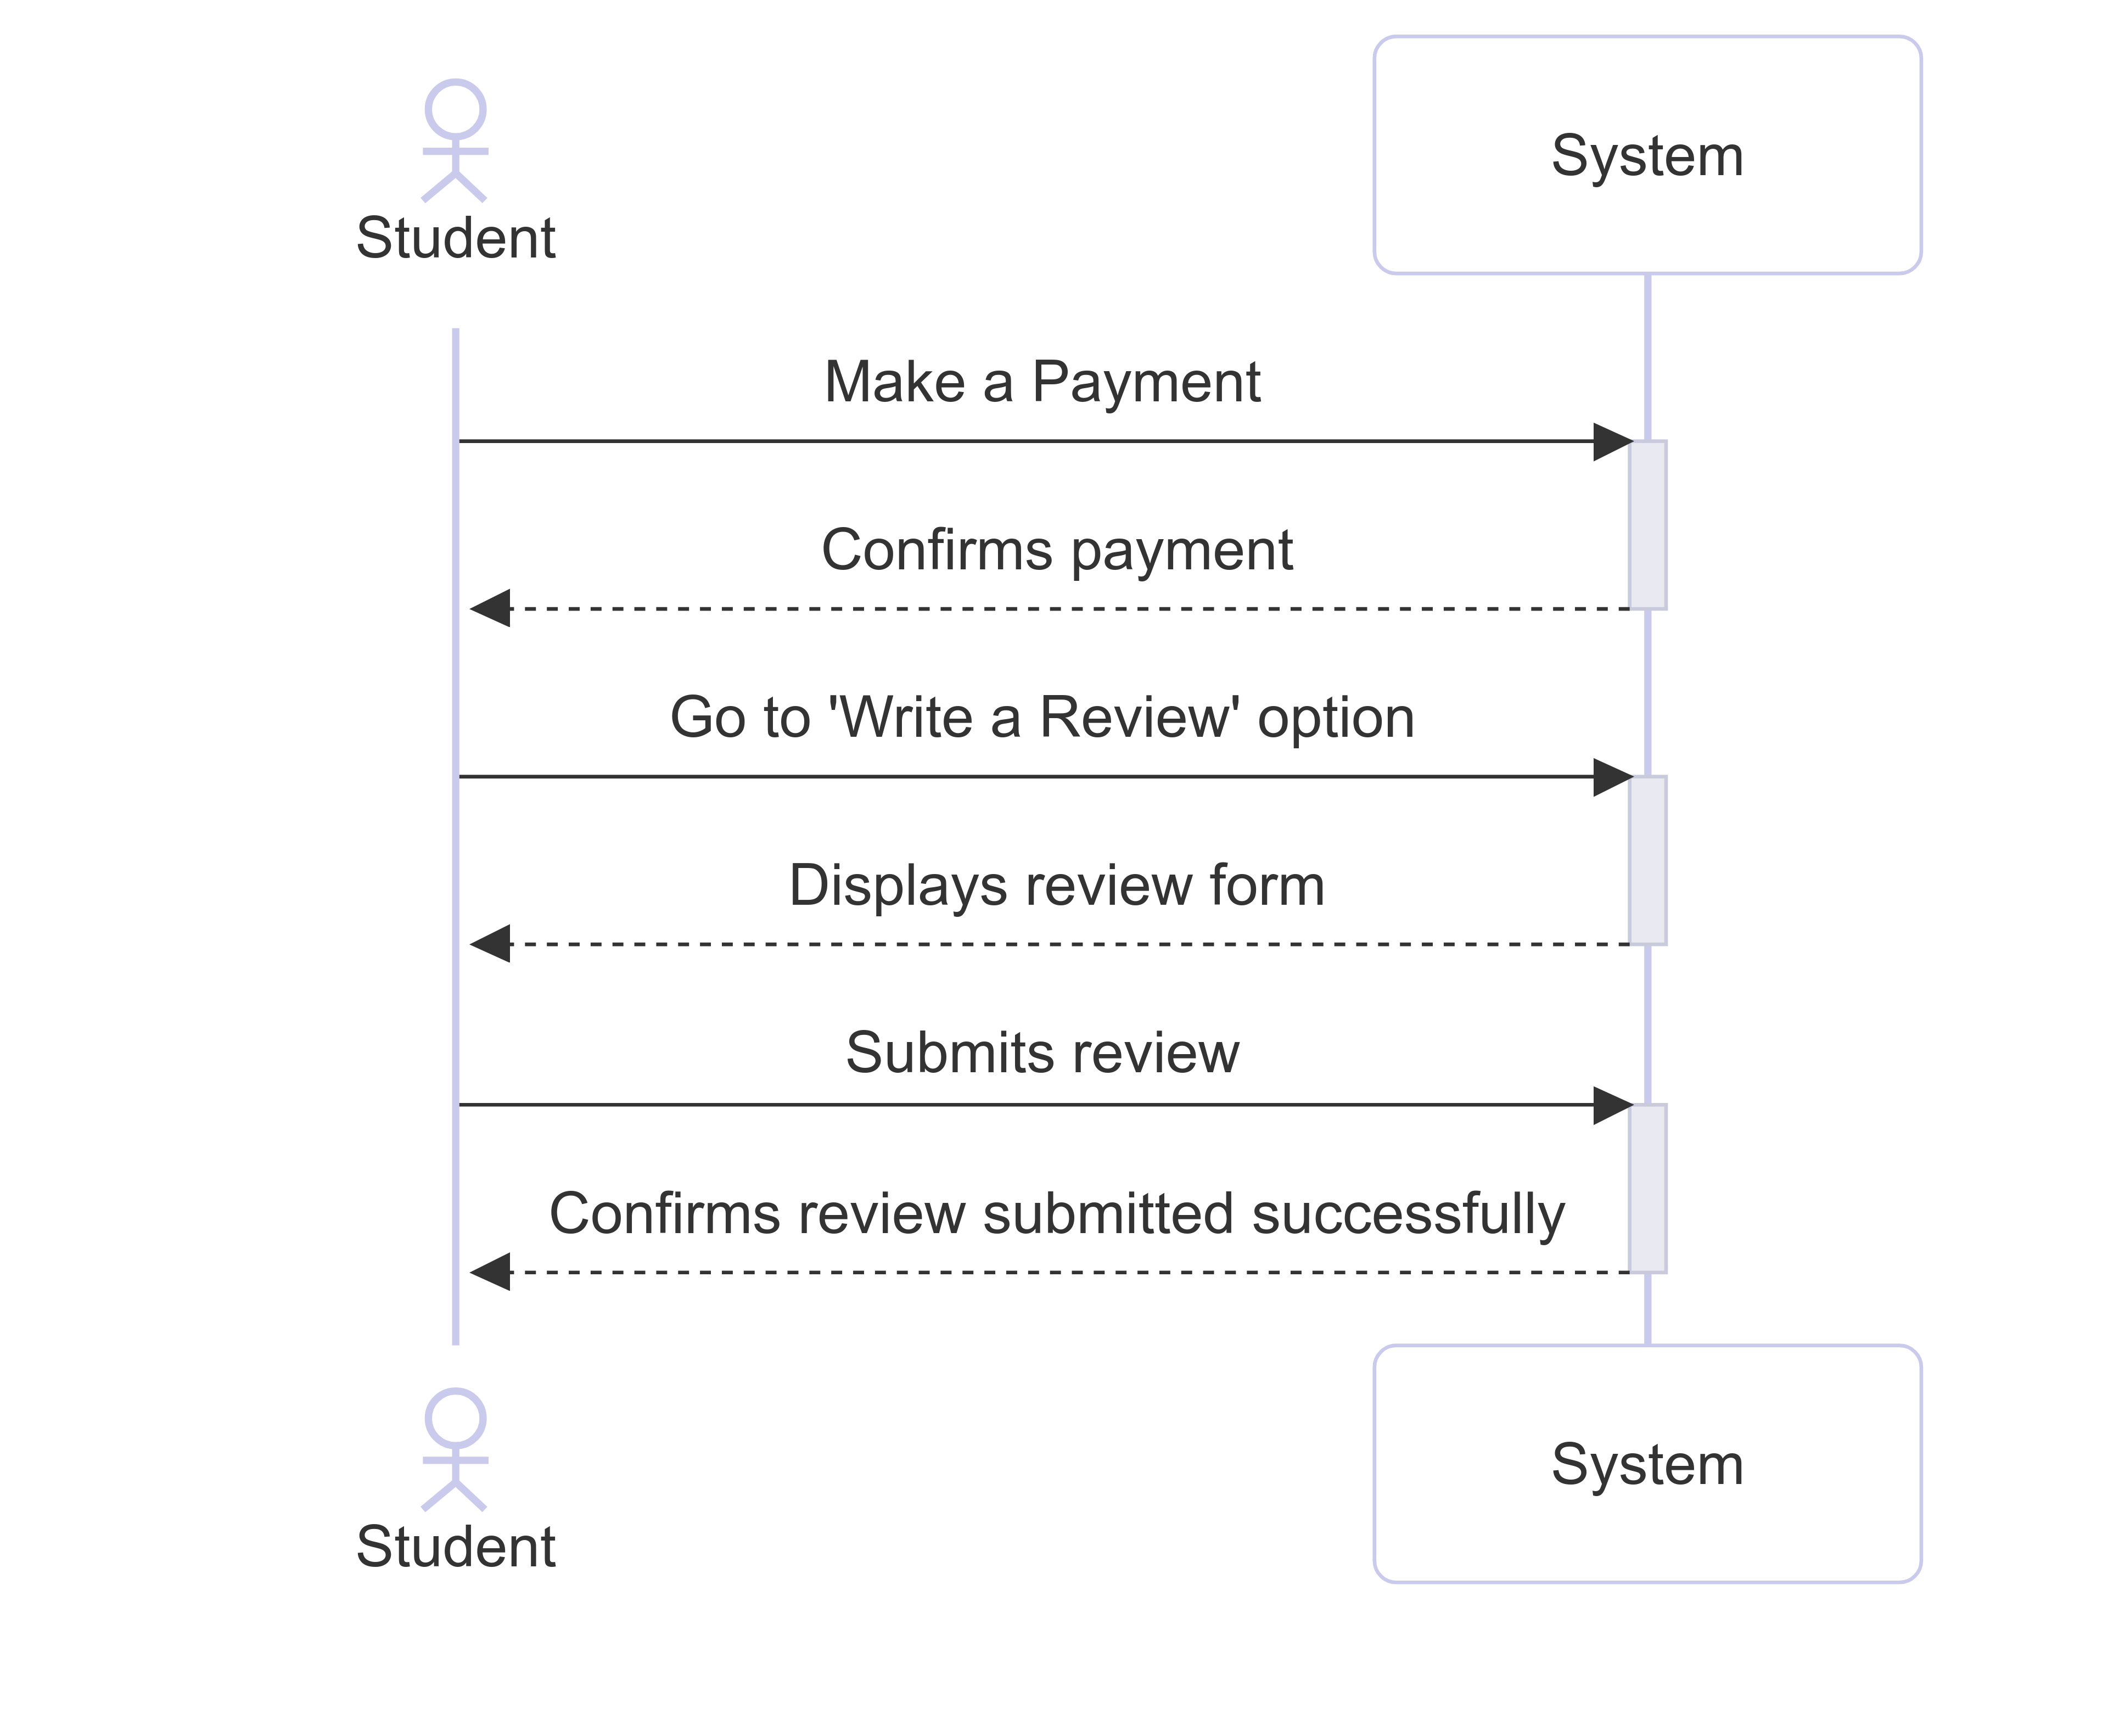 Student
System
Make a Payment
Confirms payment
Go to 'Write a Review' option
Displays review form
Submits review
Confirms review submitted successfully
Student
System